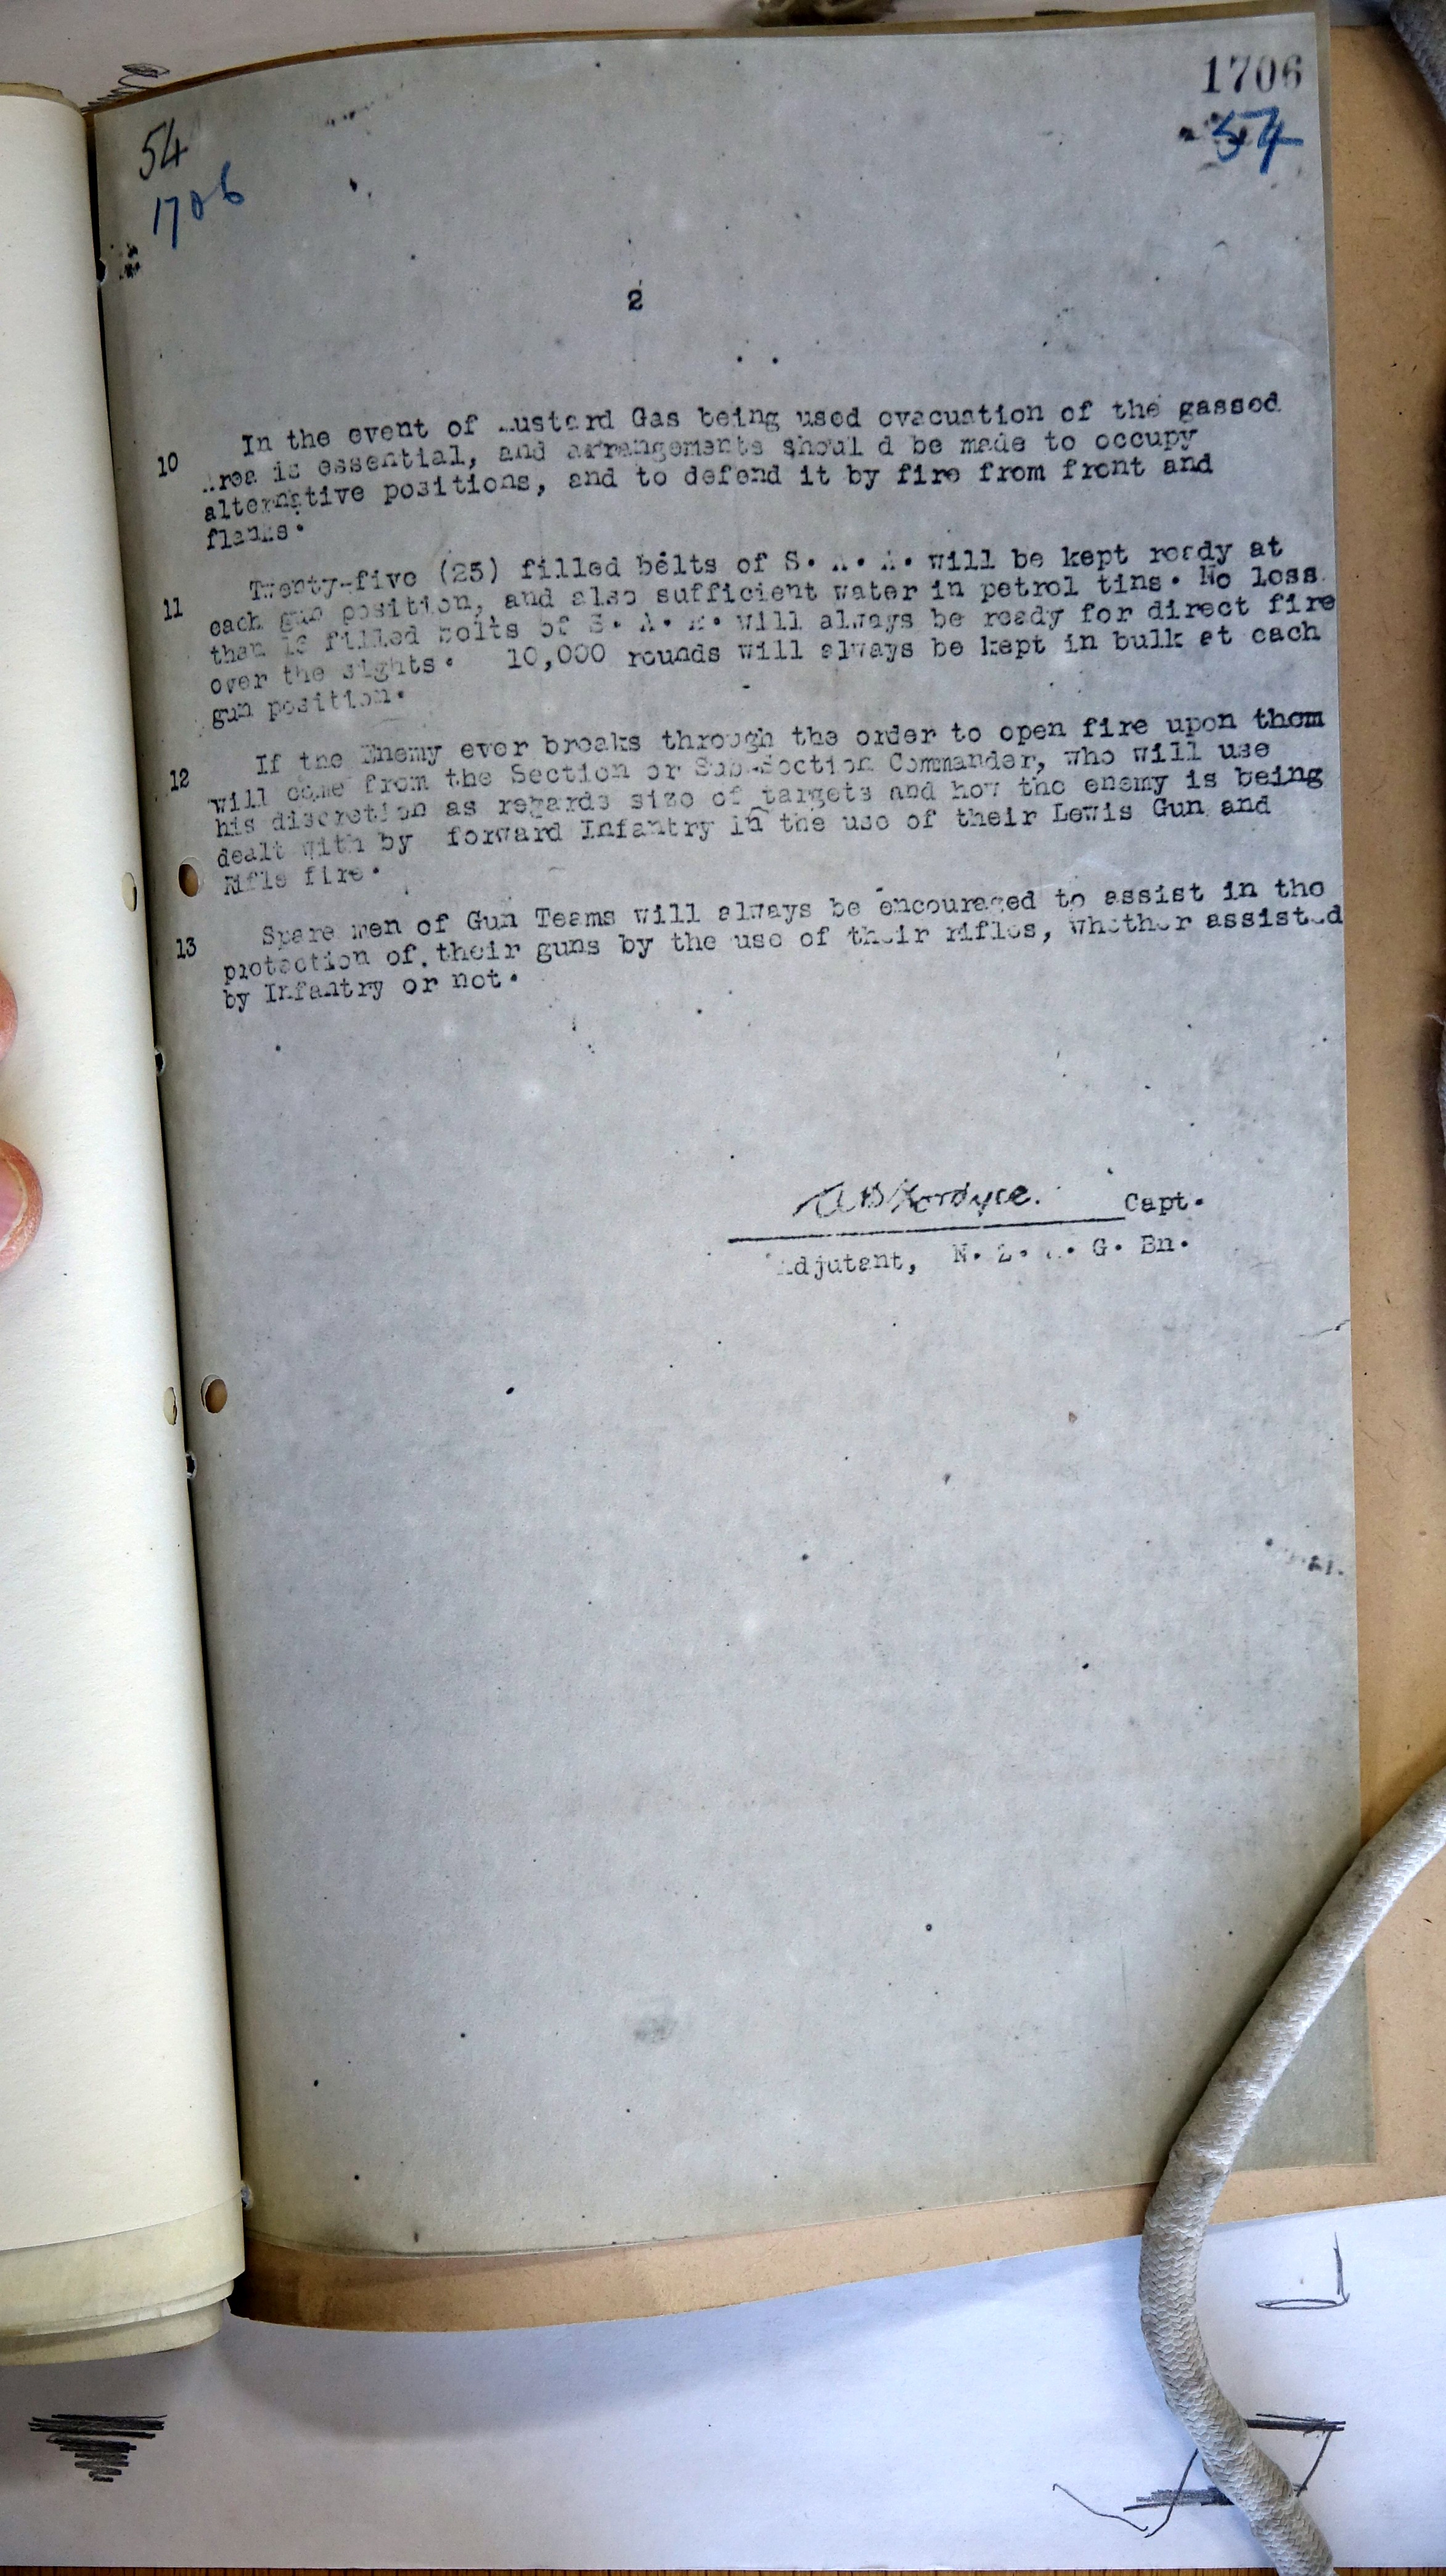 1706
54
54
1706
2
10 In the event of Mustard Gas being used evacuation of the gassed
Area is essential, and arrangements shoul d be made to occupy
alternative positions, and to defend it by fire from front and
flanks.
11 Twenty-five (25) filled belts of S. A. A. will be kept ready at
each gun position, and also sufficient water in petrol tins. No less
than filled belts of S. A. A. will always be ready for direct fire
over the sights. 10,000 rounds will always be kept in bulk at each
gun position.
12 If the Enemy ever breaks through the order to open fire upon them
will come from the Section or Sub-Section Commander, who will use
his discretion as regards size of targets and how the enemy is being
dealt with by forward Infantry in the use of their Lewis Gun and
Rifle fire.
13 Spare men of Gun Teams will always be encouraged to assist in the
protection of their guns by the use of their rifles, whether assisted
by Infantry or not.
Capt.
Adjutant, N. Z. M. G. Bn.